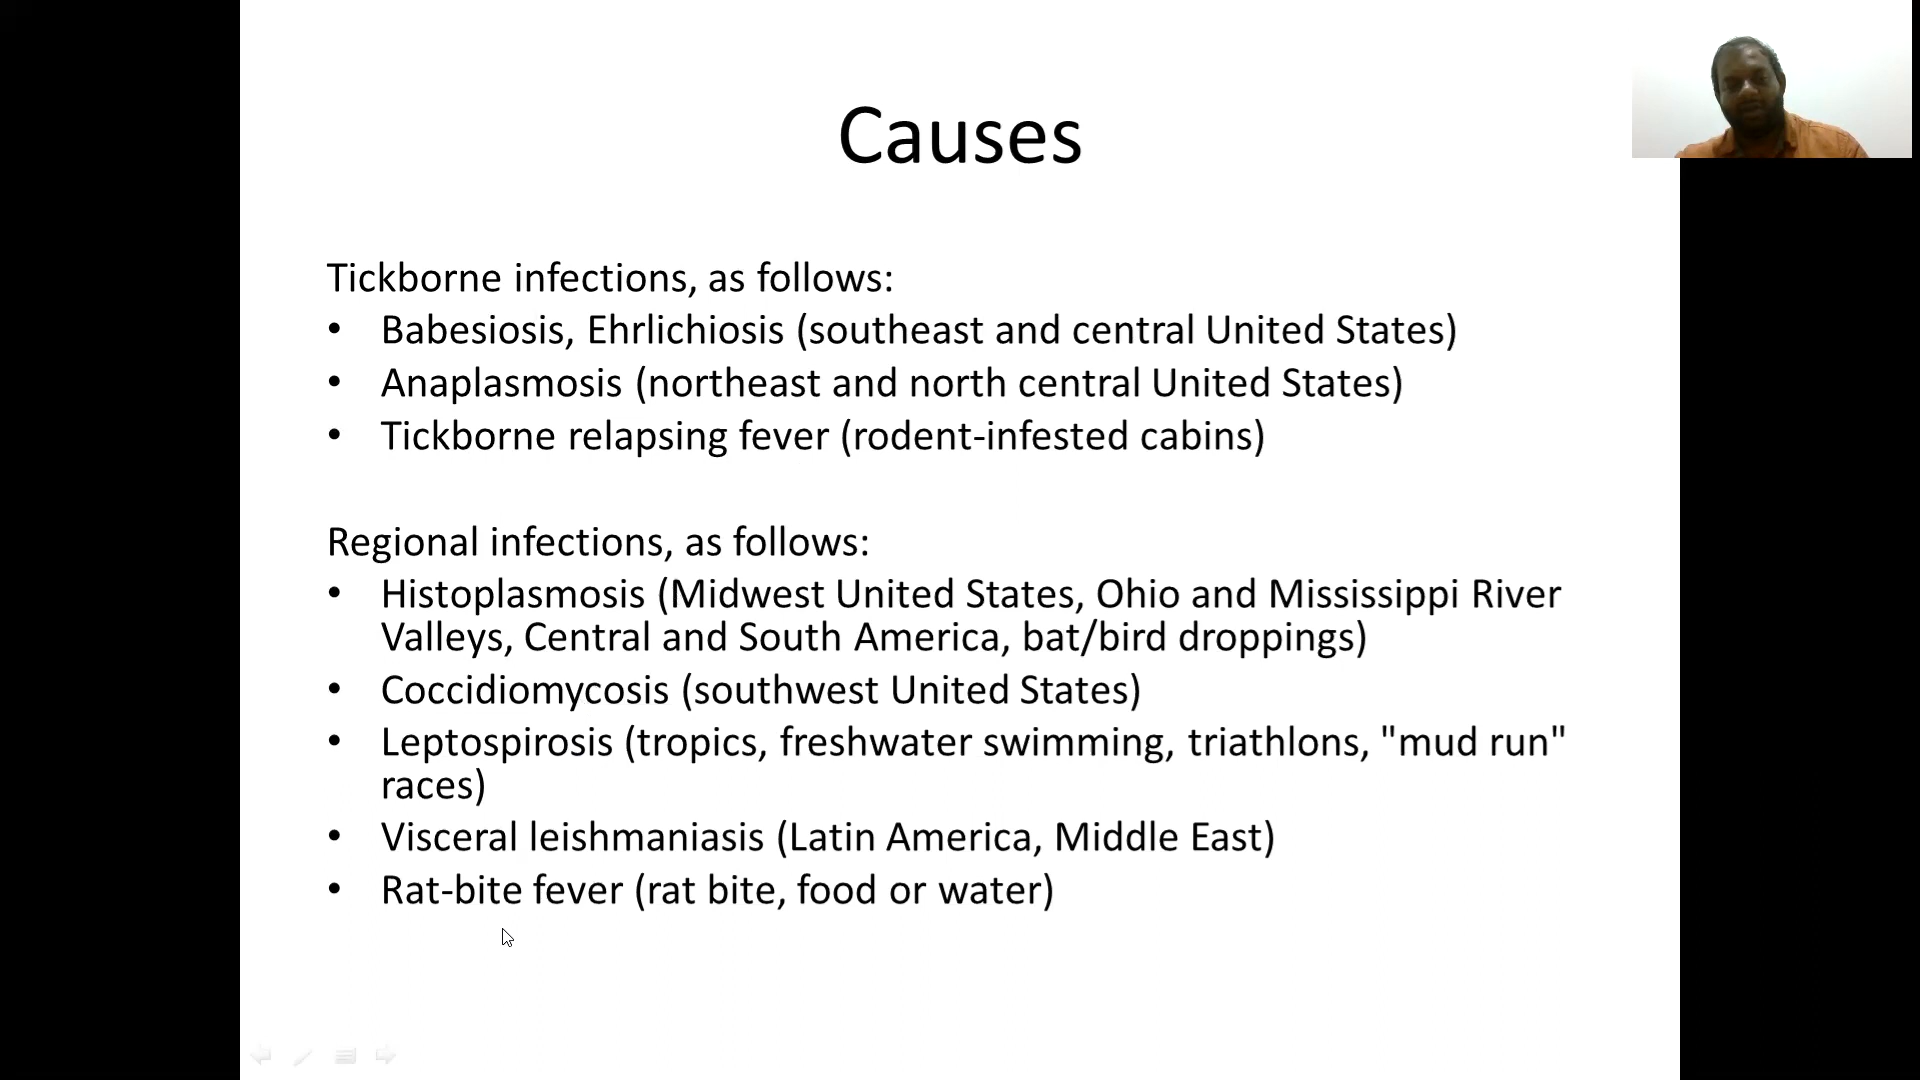 Causes
Tickborne infections, as follows:
• Babesiosis, Ehrlichiosis (southeast and central United States)
• Anaplasmosis (northeast and north central United States)
• Tickborne relapsing fever (rodent-infested cabins)
Regional infections, as follows:
• Histoplasmosis (Midwest United States, Ohio and Mississippi River
Valleys, Central and South America, bat/bird droppings)
• Coccidiomycosis (southwest United States)
• Leptospirosis (tropics, freshwater swimming, triathlons, "mud run"
races)
• Visceral leishmaniasis (Latin America, Middle East)
• Rat-bite fever (rat bite, food or water)